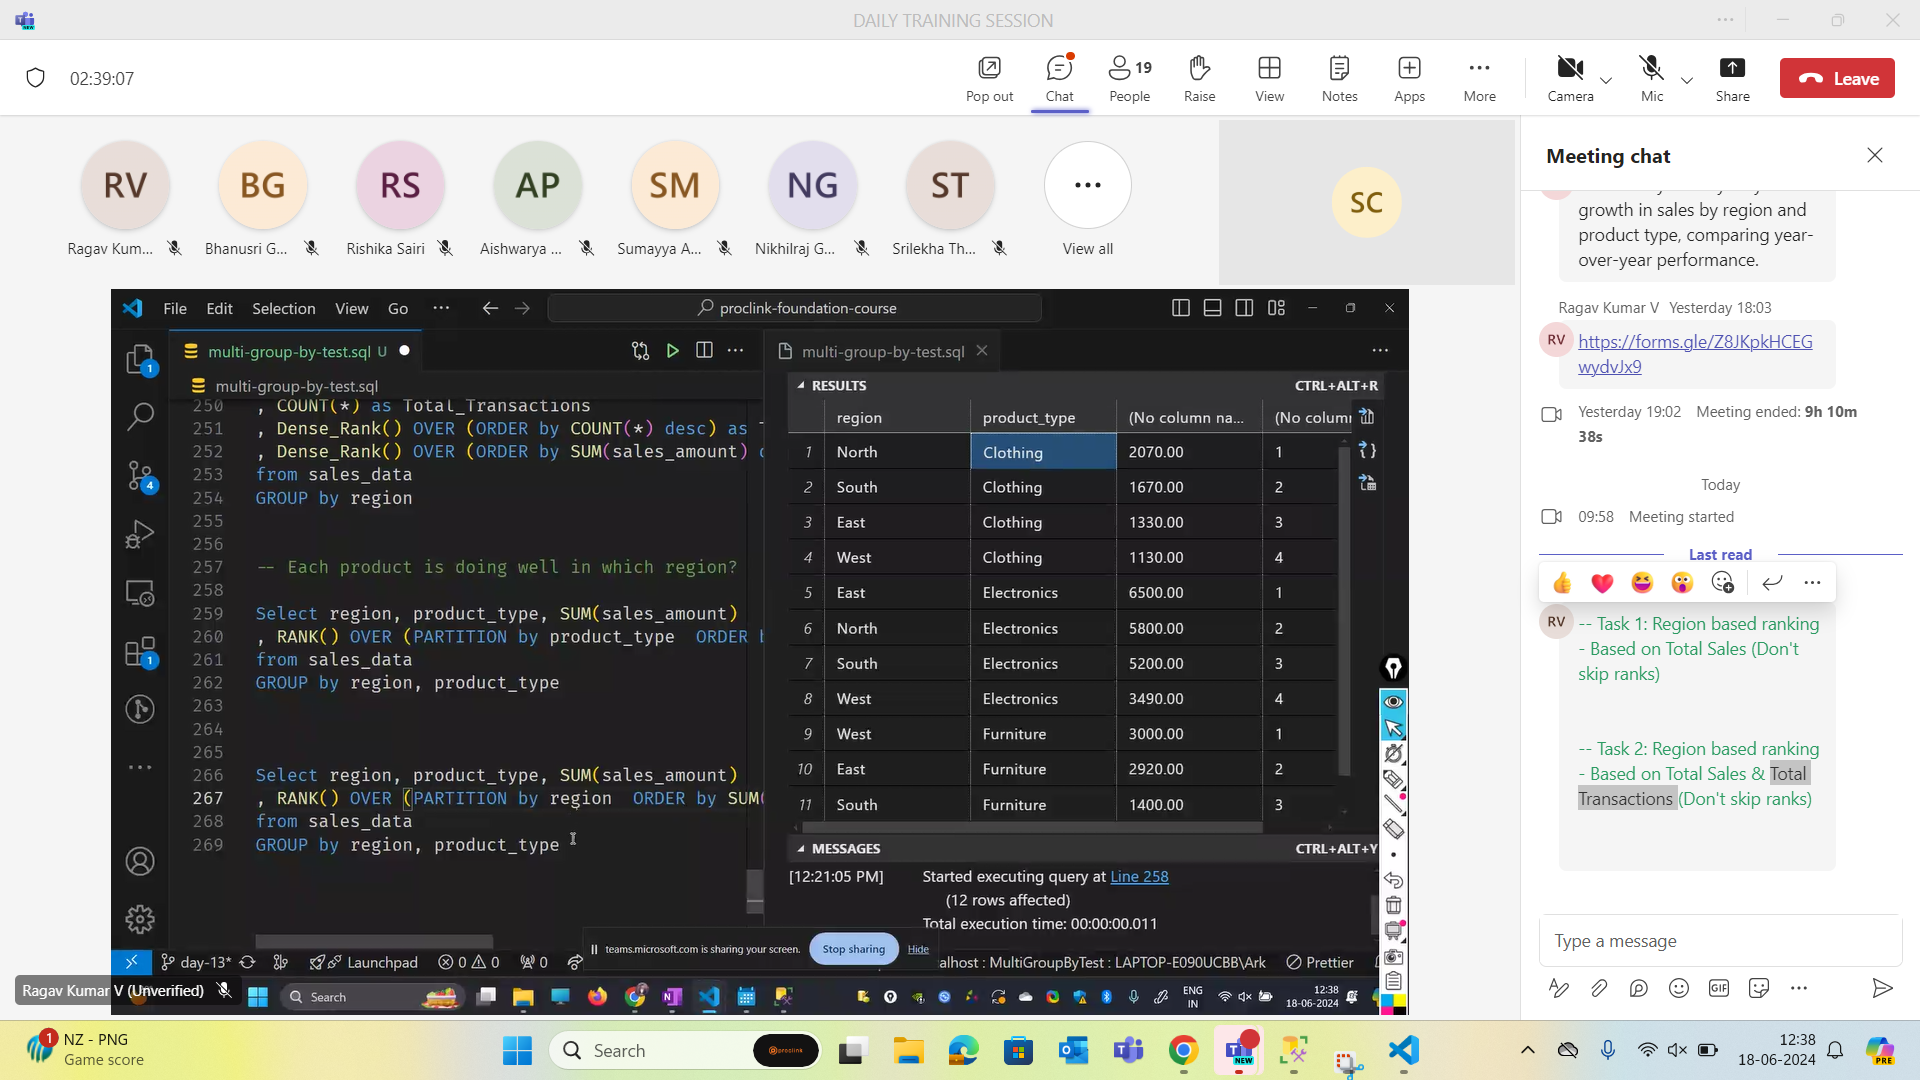 DAILY TRAINING SESSION
02:39:07
Pop out
Chat
19
People
Raise
View
Notes
Apps
More
Camera
Mic
Share
Leave
RV
BG
RS
AP
SM
NG
ST
SC
Ragav Kum...
Bhanusri G...
Rishika Sairi
Aishwarya ...
Sumayya A...
Nikhilraj G...
Srilekha Th...
View all
File Edit Selection View Go
proclink-foundation-course
multi-group-by-test.sql U
multi-group-by-test.sql
250 , COUNT(*) as Total_Transactions
251 , Dense_Rank() OVER (ORDER by COUNT(*) desc) as
252 , Dense_Rank() OVER (ORDER by SUM(sales_amount)
253 from sales_data
254 GROUP by region
255
256
257 -- Each product is doing well in which region?
258
259 Select region, product_type, SUM(sales_amount)
260 , RANK() OVER (PARTITION by product_type ORDER
261 from sales_data
262 GROUP by region, product_type
263
264
265
266 Select region, product_type, SUM(sales_amount)
267 , RANK() OVER (PARTITION by region ORDER by SUM(
268 from sales_data
269 GROUP by region, product_type
1
4
1
multi-group-by-test.sql
RESULTS CTRL+ALT+R
region product_type (No column na... (No column
1 North Clothing 2070.00 1
2 South Clothing 1670.00 2
3 East Clothing 1330.00 3
4 West Clothing 1130.00 4
5 East Electronics 6500.00 1
6 North Electronics 5800.00 2
7 South Electronics 5200.00 3
8 West Electronics 3490.00 4
9 West Furniture 3000.00 1
10 East Furniture 2920.00 2
11 South Furniture 1400.00 3
MESSAGES CTRL+ALT+Y
[12:21:05 PM] Started executing query at Line 258
(12 rows affected)
Total execution time: 00:00:00.011
teams.microsoft.com is sharing your screen. Stop sharing Hide
day-13* Launchpad 0 0 0
alhost : MultiGroupByTest : LAPTOP-E090UCBB\Ark Prettier
Ragav Kumar V (Unverified)
Search
ENG
IN
12:38
18-06-2024
Meeting chat
growth in sales by region and
product type, comparing year-
over-year performance.
Ragav Kumar V Yesterday 18:03
RV
https://forms.gle/Z8JKpkHCEG
wydvJx9
Yesterday 19:02 Meeting ended: 9h 10m
38s
Today
09:58 Meeting started
Last read
RV
-- Task 1: Region based ranking
- Based on Total Sales (Don't
skip ranks)
-- Task 2: Region based ranking
- Based on Total Sales & Total
Transactions (Don't skip ranks)
Type a message
GIF
1
NZ - PNG
Game score
Search
proclink
NEW
12:38
18-06-2024
PRE